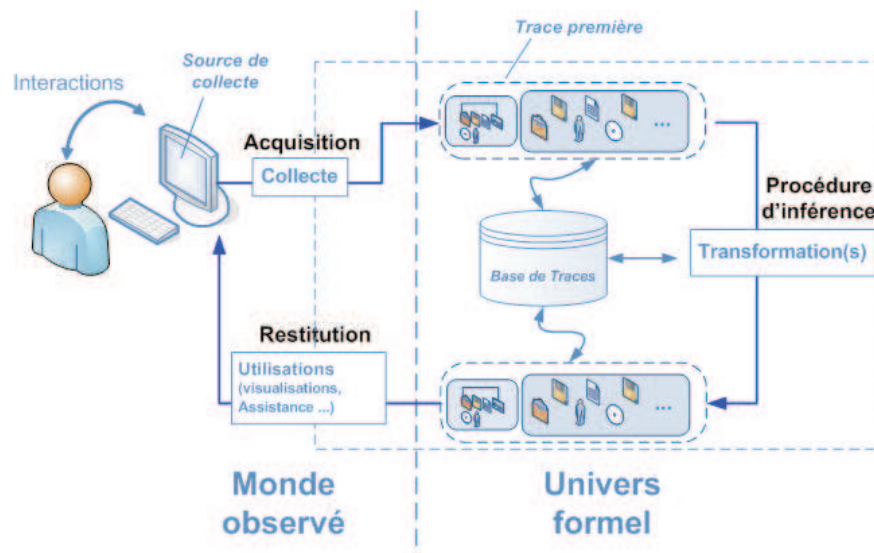 Trace première
Source de
collecte
Interactions
Acquisition
Collecte
...
Procédure
d'inférence
Transformation(s)
Base de Traces
Restitution
Utilisations
(visualisations,
Assistance ...)
...
Monde
observé
Univers
formel